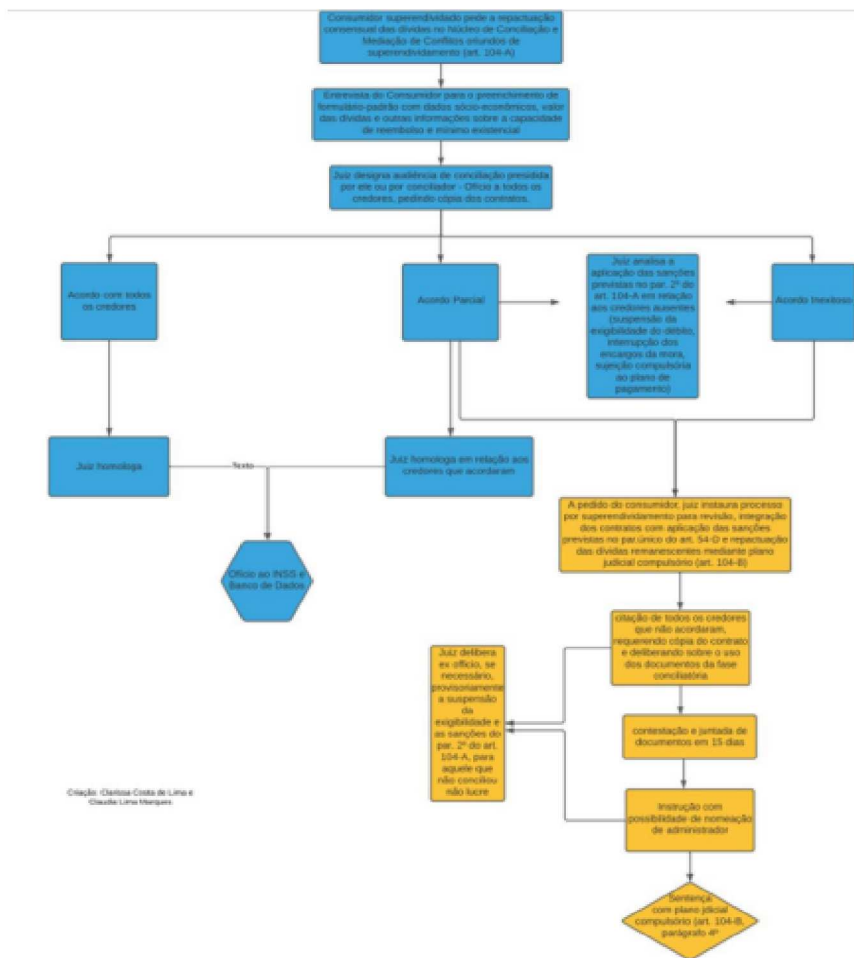 Consumidor superendividado pede a repactuação
consensual das dívidas no Núcleo de Conciliação e
Mediação de Conflitos oriundos de
superendividamento (art. 104-A)
Entrevista do Consumidor para o preenchimento de
formulário-padrão com dados sócio-econômicos, valor
das dívidas e outras informações sobre a capacidade
de reembolso e mínimo existencial
Juiz designa audiência de conciliação presidida
por ele ou por conciliador - Ofício a todos os
credores, pedindo cópia dos contratos.
Acordo com todos
os credores
Acordo Parcial
Juiz analisa a
aplicação das sanções
previstas no par. 2º do
art. 104-A em relação
aos credores ausentes
(suspensão da
exigibilidade do débito,
interrupção dos
encargos da mora,
sujeição compulsória
ao plano de
pagamento)
Acordo Inexitoso
Juiz homologa
Texto
Juiz homologa em relação aos
credores que acordaram
Ofício ao INSS e
Banco de Dados
A pedido do consumidor, juiz instaura processo
por superendividamento para revisão, integração
dos contratos com aplicação das sanções
previstas no par.único do art. 54-D e repactuação
das dívidas remanescentes mediante plano
judicial compulsório (art. 104-B)
citação de todos os credores
que não acordaram,
requerendo cópia do contrato
e deliberando sobre o uso
dos documentos da fase
conciliatória
Juiz delibera
ex officio, se
necessário,
provisoriamente
a suspensão
da
exigibilidade e
as sanções do
par. 2º do art.
104-A, para
aquele que
não conciliou
não lucre
contestação e juntada de
documentos em 15 dias
Instrução com
possibilidade de nomeação
de administrador
Sentença
com plano jdicial
compulsório (art. 104-B,
parágrafo 4º
Criação: Clarissa Costa de Lima e
Claudia Lima Marques